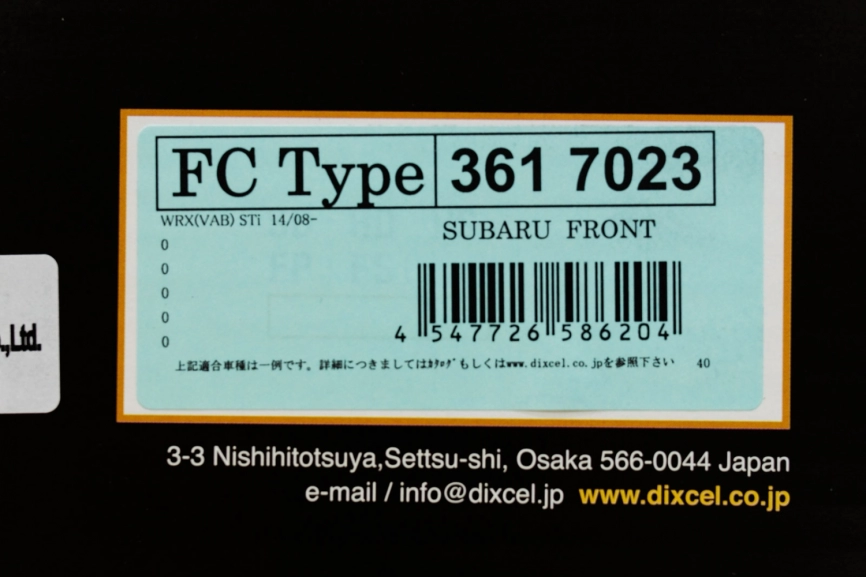 FC Type 361 7023
WRX(VAB) STi 14/08-
SUBARU FRONT
0
0
0
0
0
4 547726 586204
上記適合車種は一例です。詳細につきましてはｶﾀﾛｸﾞもしくはwww.dixcel.co.jpを参照下さい 40
.,Ltd.
3-3 Nishihitotsuya,Settsu-shi, Osaka 566-0044 Japan
e-mail / info@dixcel.jp www.dixcel.co.jp